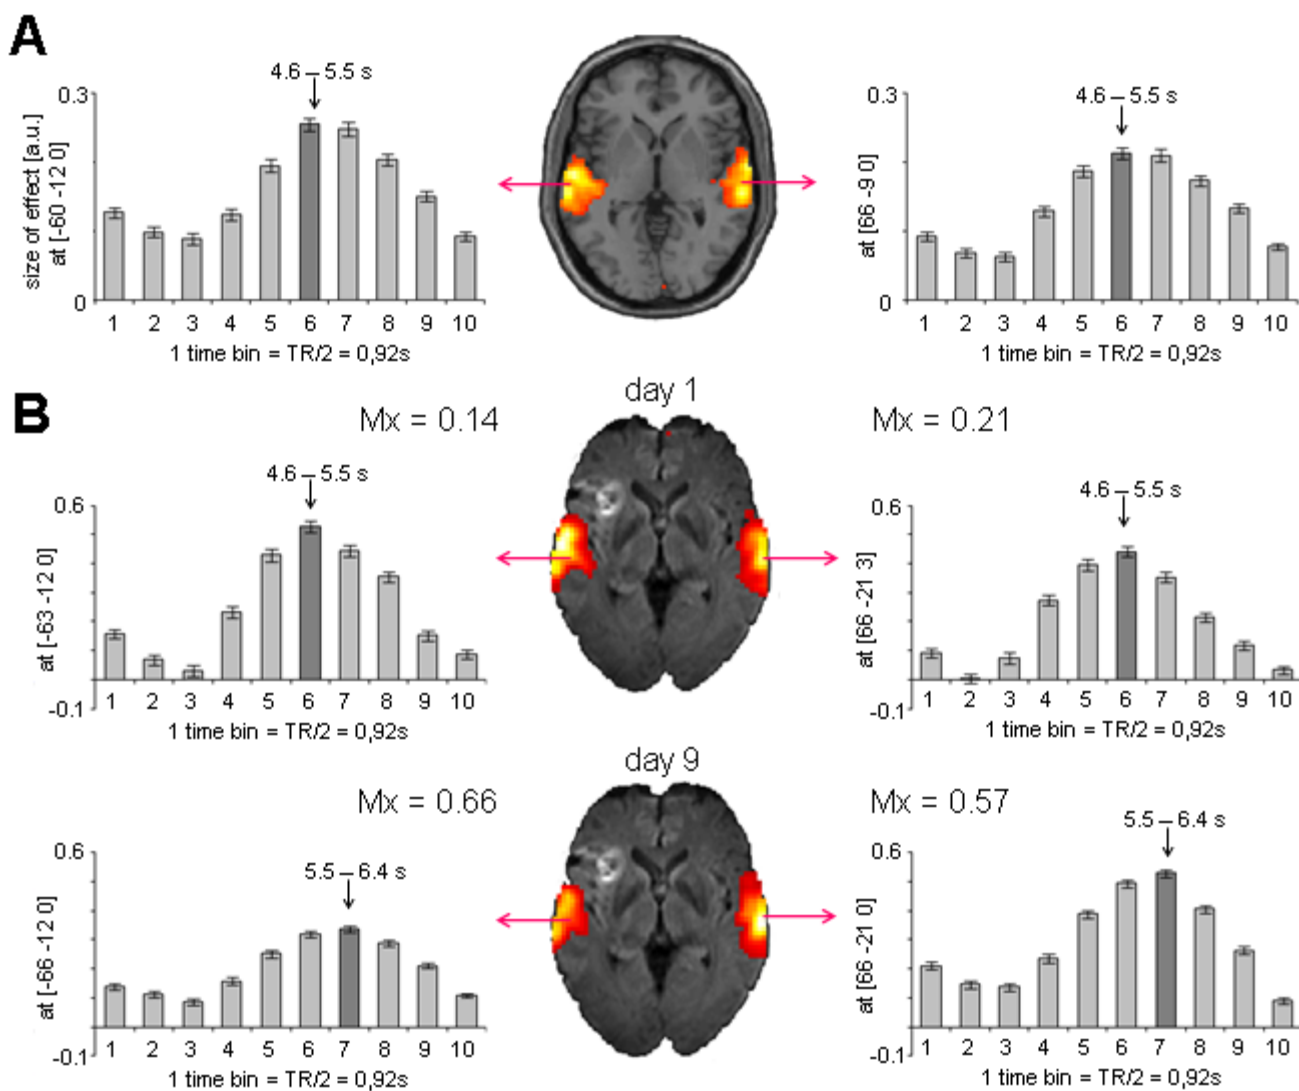 A
4.6 – 5.5 s
0.3
size of effect [a.u.]
at [-60 -12 0]
0
1 2 3 4 5 6 7 8 9 10
1 time bin = TR/2 = 0,92s
4.6 – 5.5 s
0.3
at [66 -9 0]
0
1 2 3 4 5 6 7 8 9 10
1 time bin = TR/2 = 0,92s
B
day 1
Mx = 0.14
4.6 – 5.5 s
0.6
at [-63 -12 0]
-0.1
1 2 3 4 5 6 7 8 9 10
1 time bin = TR/2 = 0,92s
Mx = 0.21
4.6 – 5.5 s
0.6
at [66 -21 3]
-0.1
1 2 3 4 5 6 7 8 9 10
1 time bin = TR/2 = 0,92s
day 9
Mx = 0.66
5.5 – 6.4 s
0.6
at [-66 -12 0]
-0.1
1 2 3 4 5 6 7 8 9 10
1 time bin = TR/2 = 0,92s
Mx = 0.57
5.5 – 6.4 s
0.6
at [66 -21 0]
-0.1
1 2 3 4 5 6 7 8 9 10
1 time bin = TR/2 = 0,92s